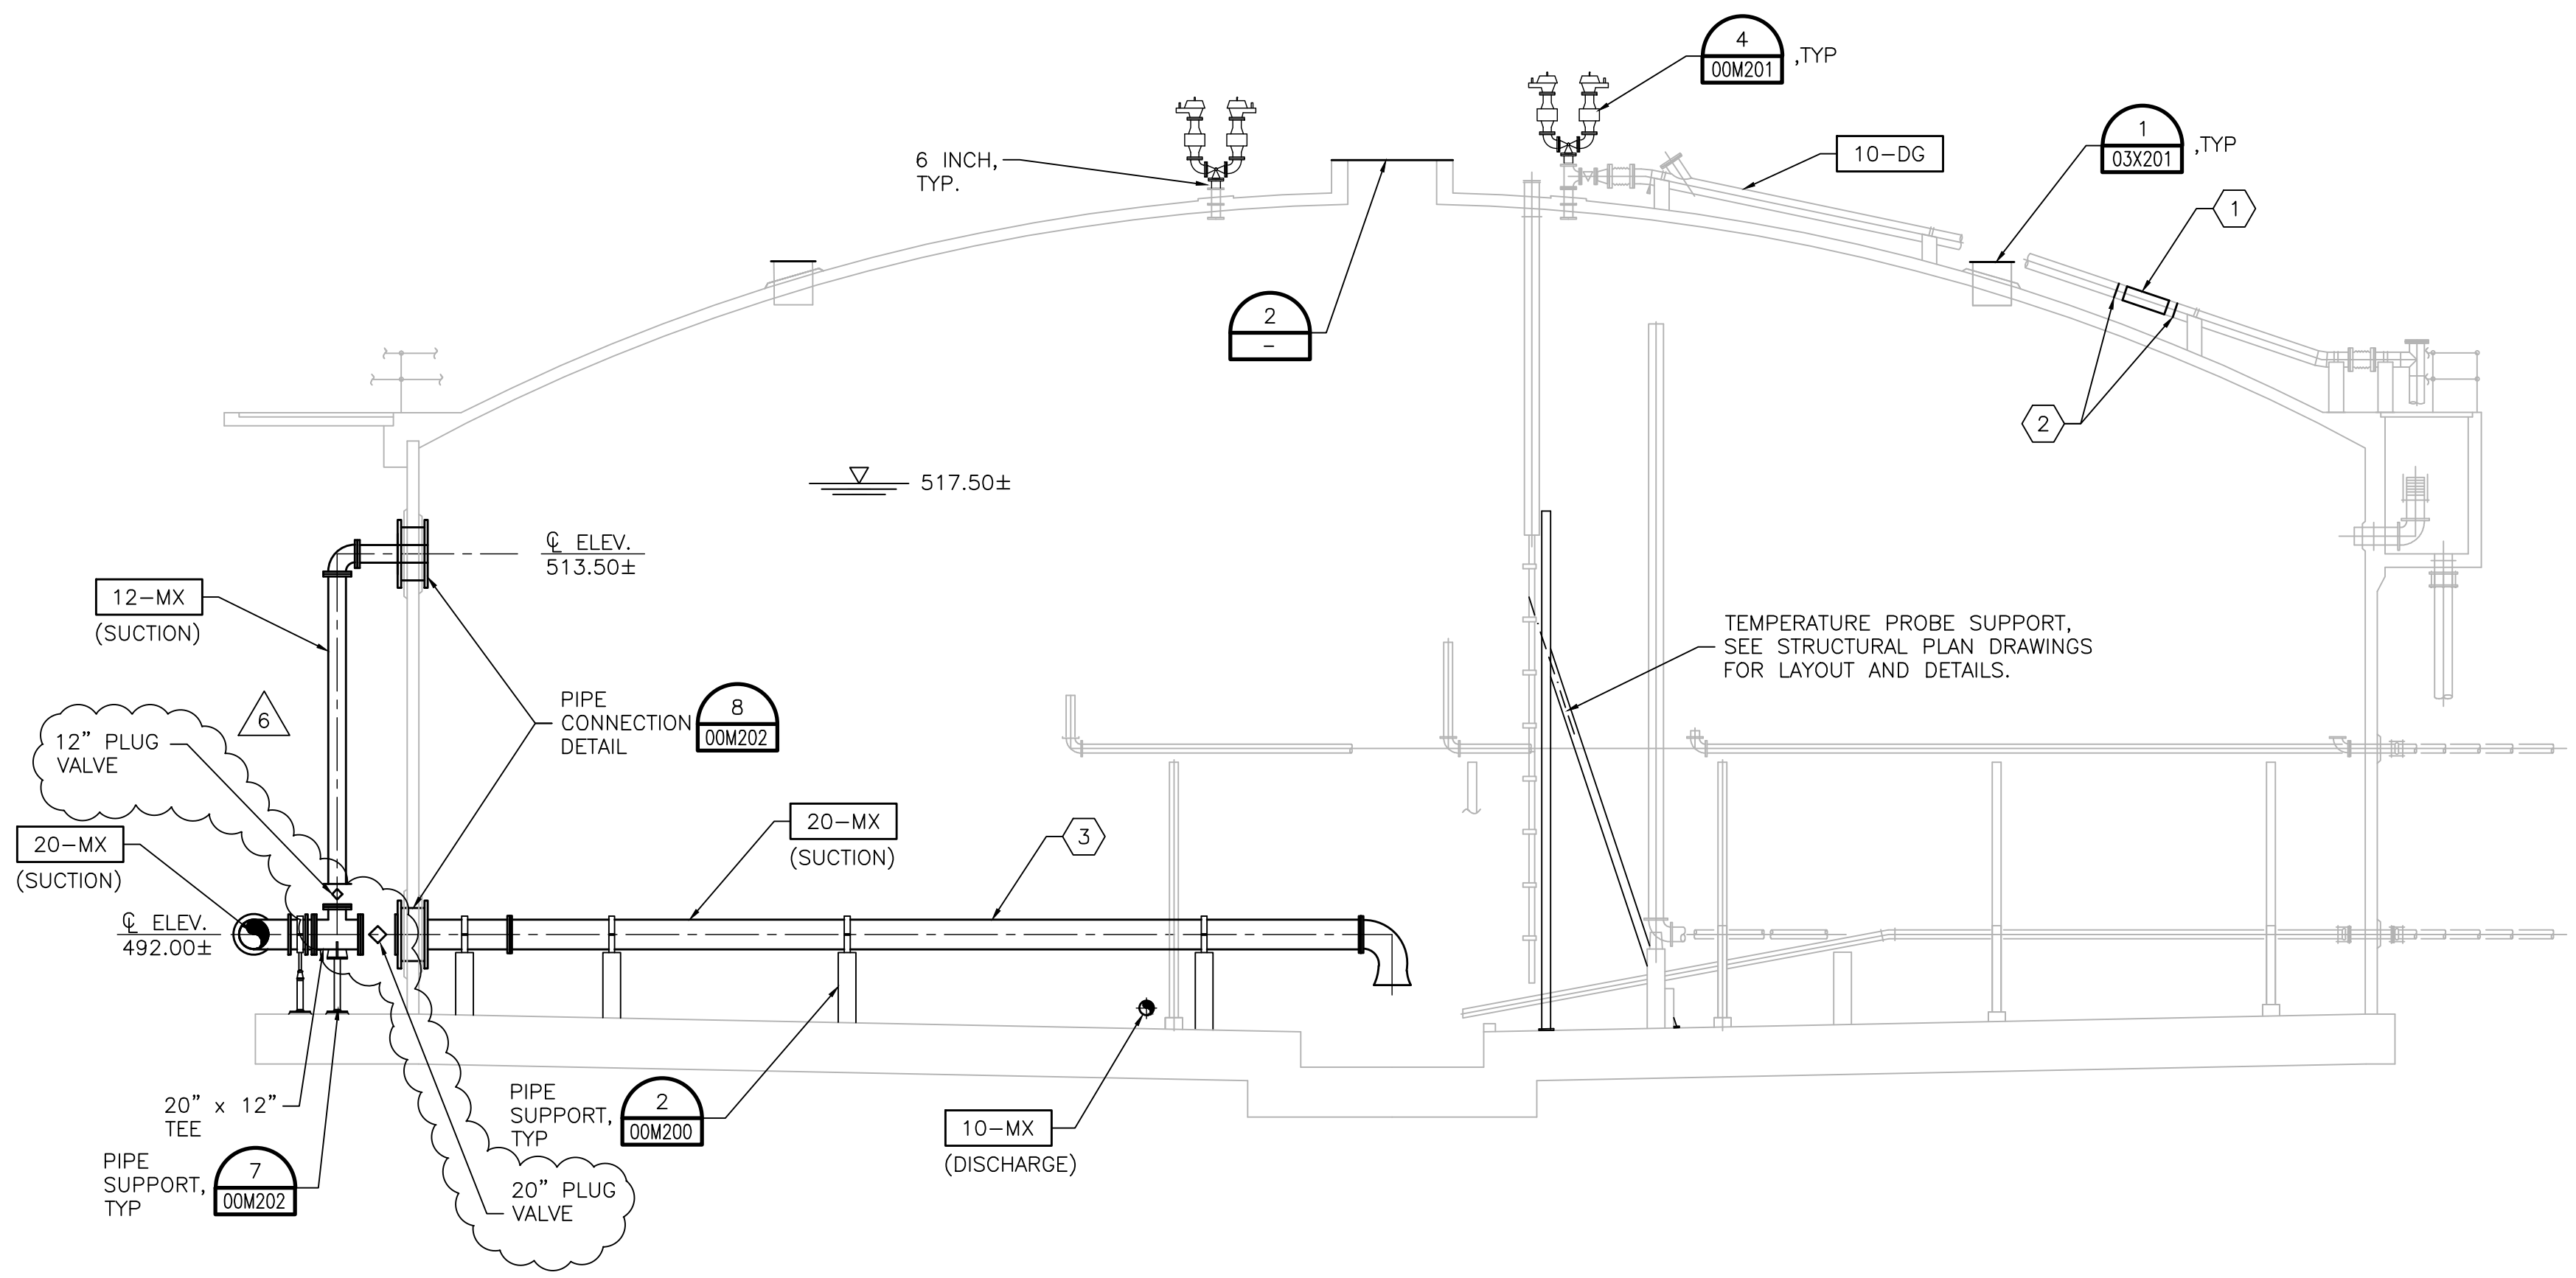 4
00M201
,TYP
1
03X201
,TYP
10-DG
6 INCH,
TYP.
1
2
-
2
517.50±
℄ ELEV.
513.50±
12-MX
(SUCTION)
TEMPERATURE PROBE SUPPORT,
SEE STRUCTURAL PLAN DRAWINGS
FOR LAYOUT AND DETAILS.
6
PIPE
CONNECTION
DETAIL
8
00M202
12" PLUG
VALVE
20-MX
(SUCTION)
20-MX
(SUCTION)
3
℄ ELEV.
492.00±
20" x 12"
TEE
PIPE
SUPPORT,
TYP
2
00M200
10-MX
(DISCHARGE)
PIPE
SUPPORT,
TYP
7
00M202
20" PLUG
VALVE